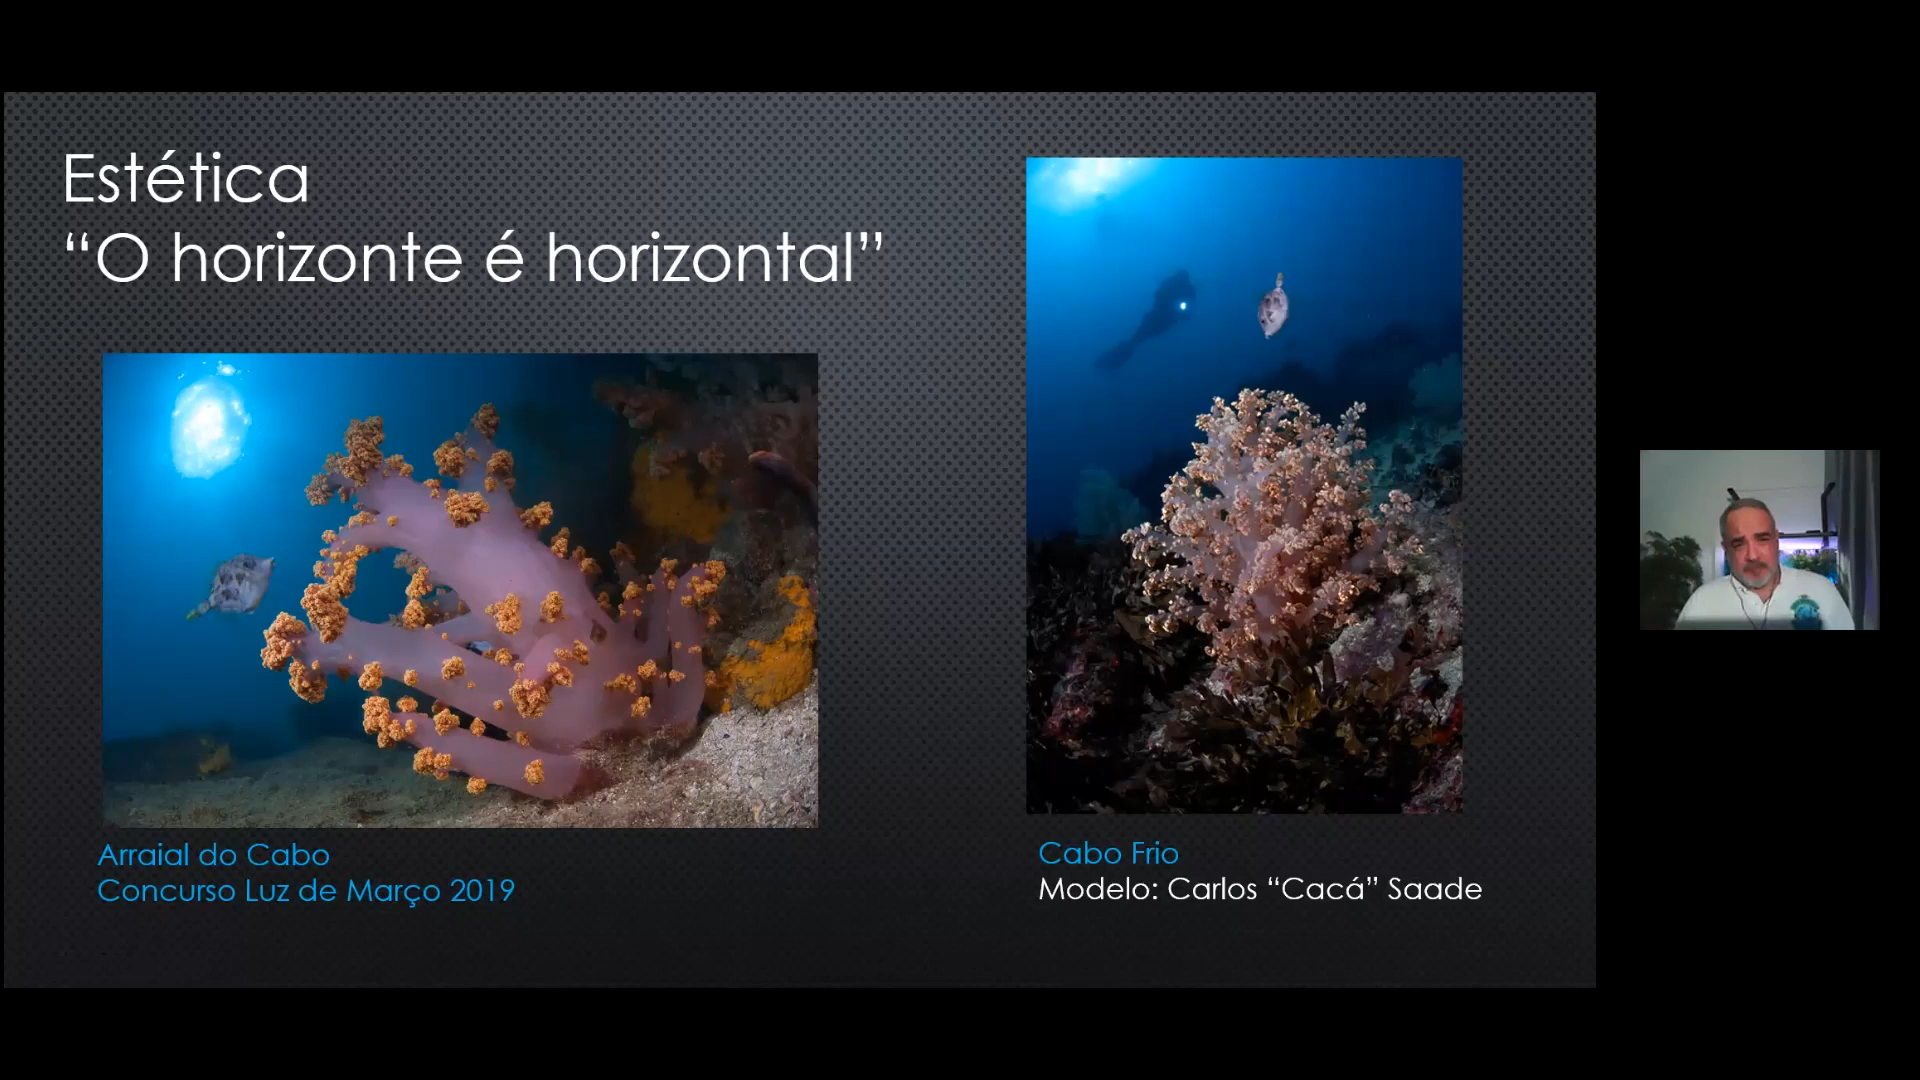 Estética
“O horizonte é horizontal”
Arraial do Cabo
Concurso Luz de Março 2019
Cabo Frio
Modelo: Carlos “Cacá” Saade